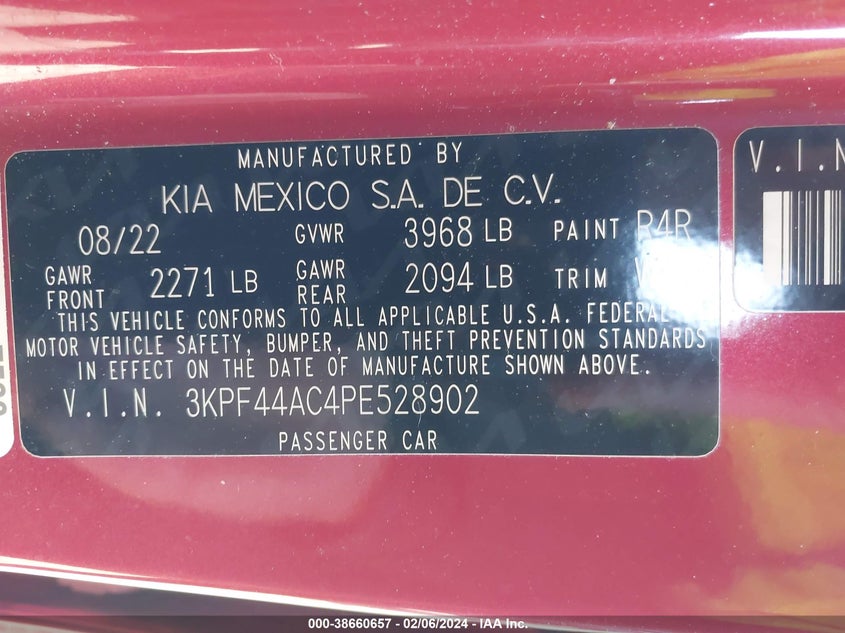 MANUFACTURED BY
KIA MEXICO S.A. DE C.V.
08/22 GVWR 3968 LB PAINT R4R
GAWR FRONT 2271 LB GAWR REAR 2094 LB TRIM
THIS VEHICLE CONFORMS TO ALL APPLICABLE U.S.A. FEDERAL
MOTOR VEHICLE SAFETY, BUMPER, AND THEFT PREVENTION STANDARDS
IN EFFECT ON THE DATE OF MANUFACTURE SHOWN ABOVE.
V.I.N. 3KPF44AC4PE528902
PASSENGER CAR
V.I.N
000-38660657 - 02/06/2024 - IAA Inc.